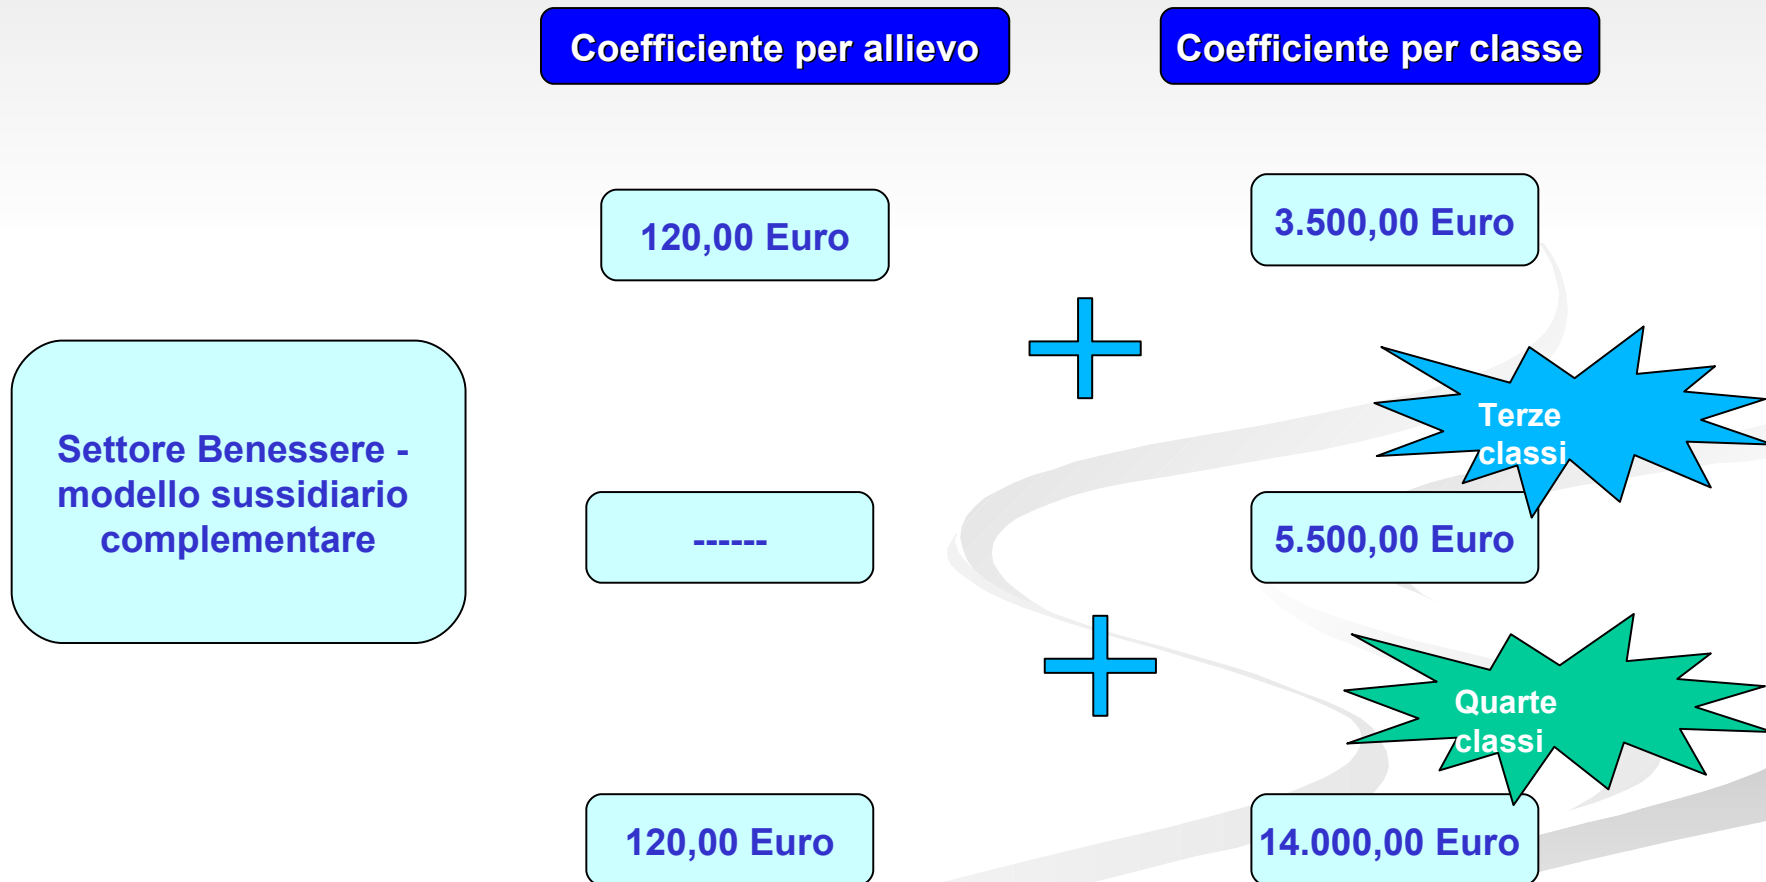 Coefficiente per allievo
Coefficiente per classe
120,00 Euro
3.500,00 Euro
Terze
classi
Settore Benessere -
modello sussidiario
complementare
------
5.500,00 Euro
Quarte
classi
120,00 Euro
14.000,00 Euro